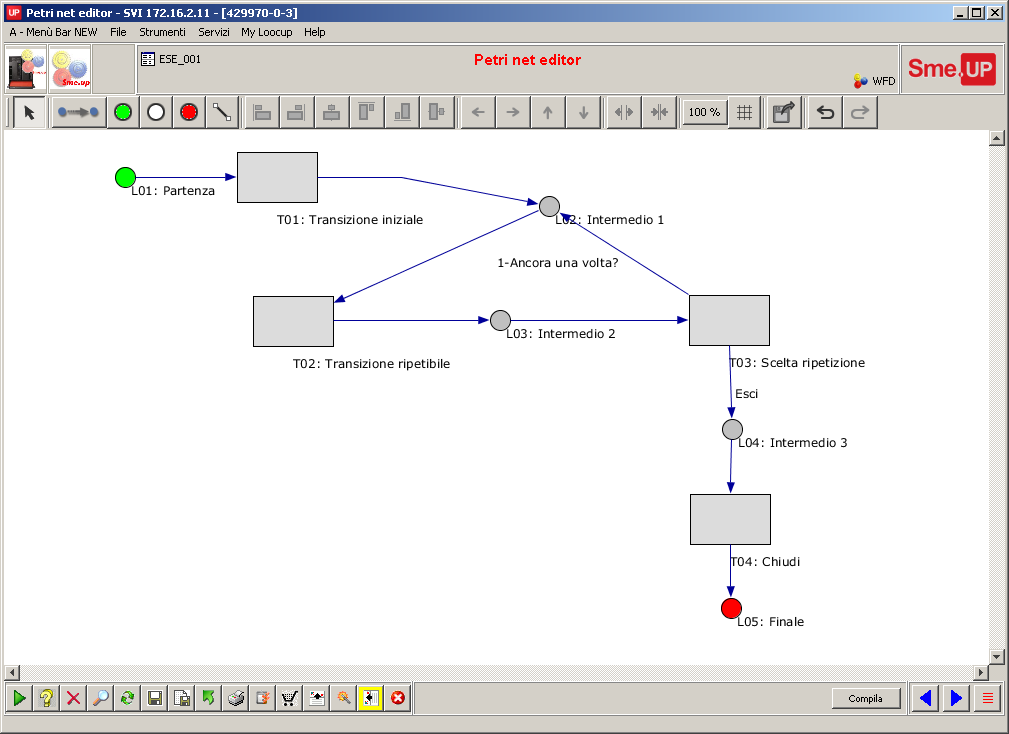 UP Petri net editor - SVI 172.16.2.11 - [429970-0-3]
A - Menù Bar NEW File Strumenti Servizi My Loocup Help
Sme.up
ESE_001
Petri net editor
WFD
Sme.UP
100 %
L01: Partenza
T01: Transizione iniziale
L02: Intermedio 1
1-Ancora una volta?
L03: Intermedio 2
T02: Transizione ripetibile
T03: Scelta ripetizione
Esci
L04: Intermedio 3
T04: Chiudi
L05: Finale
Compila